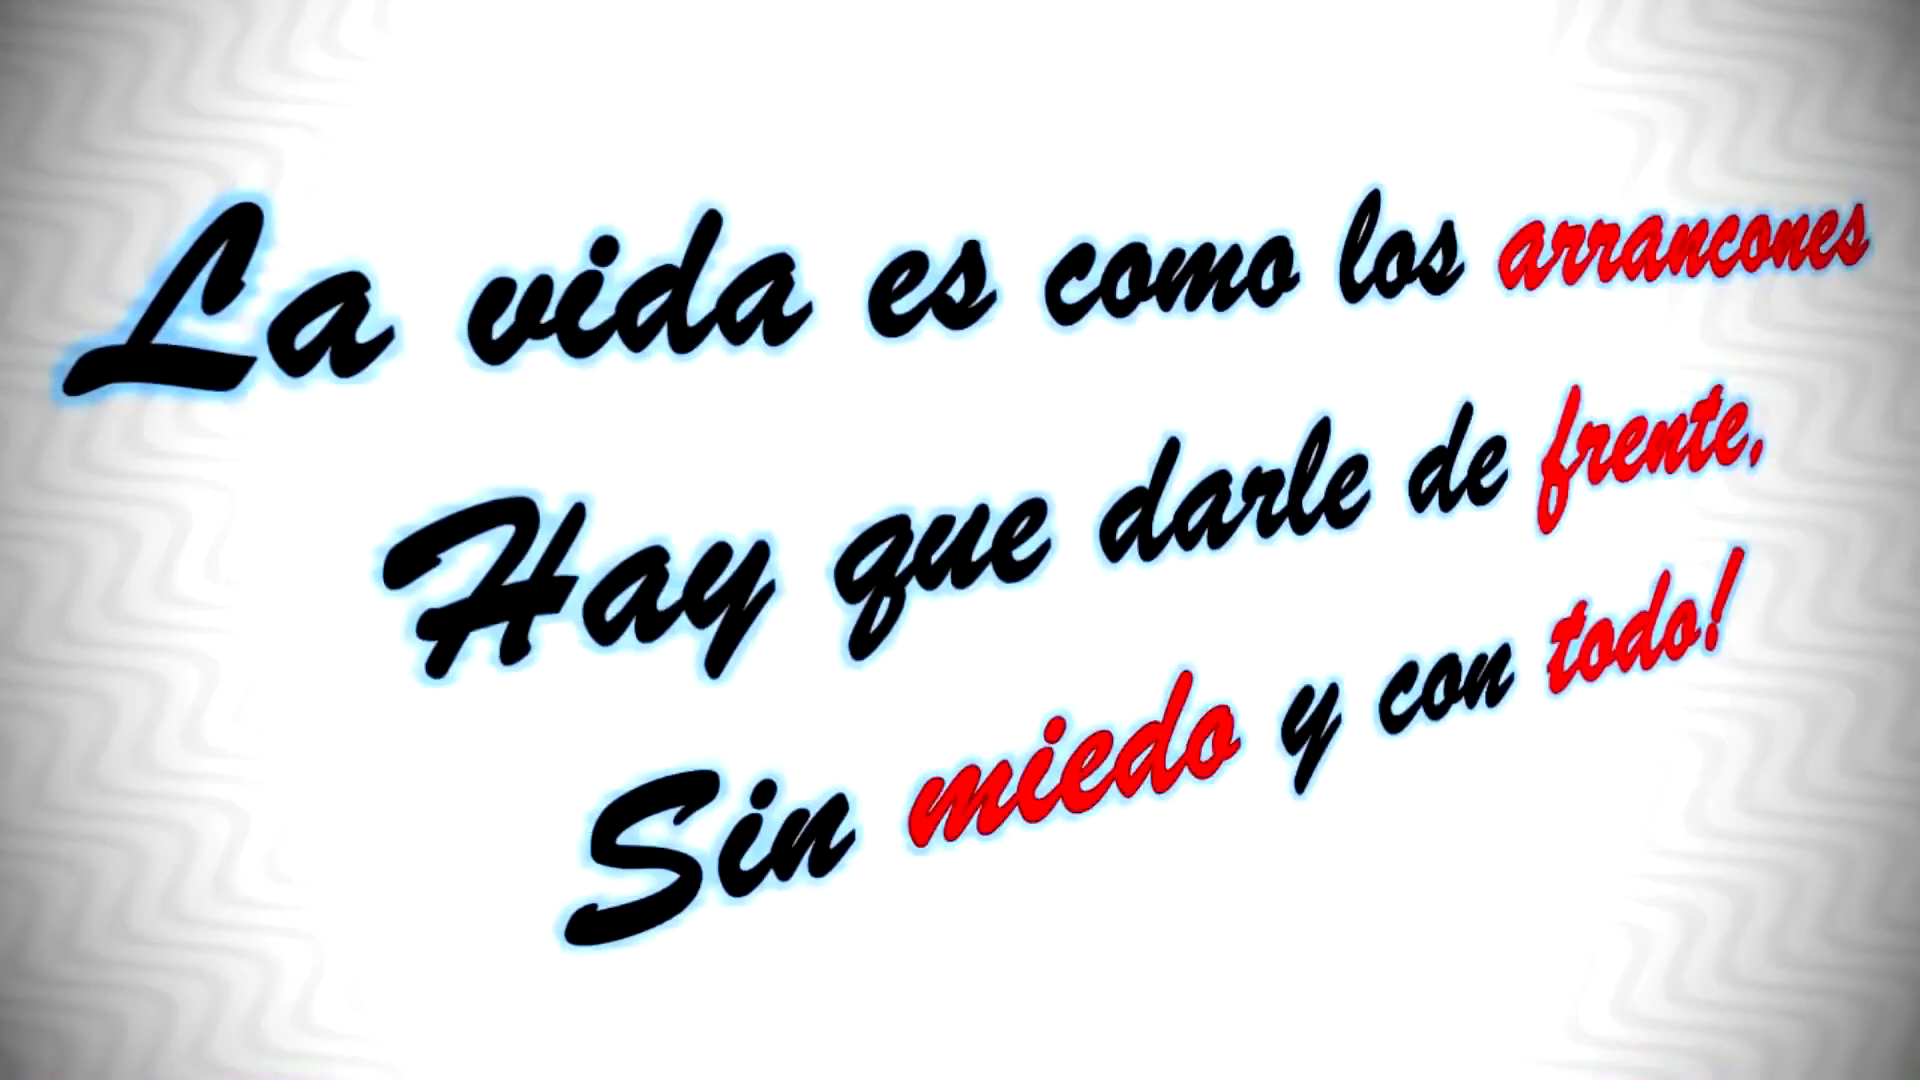 La vida es como los arrancones
Hay que darle de frente,
Sin miedo y con todo!